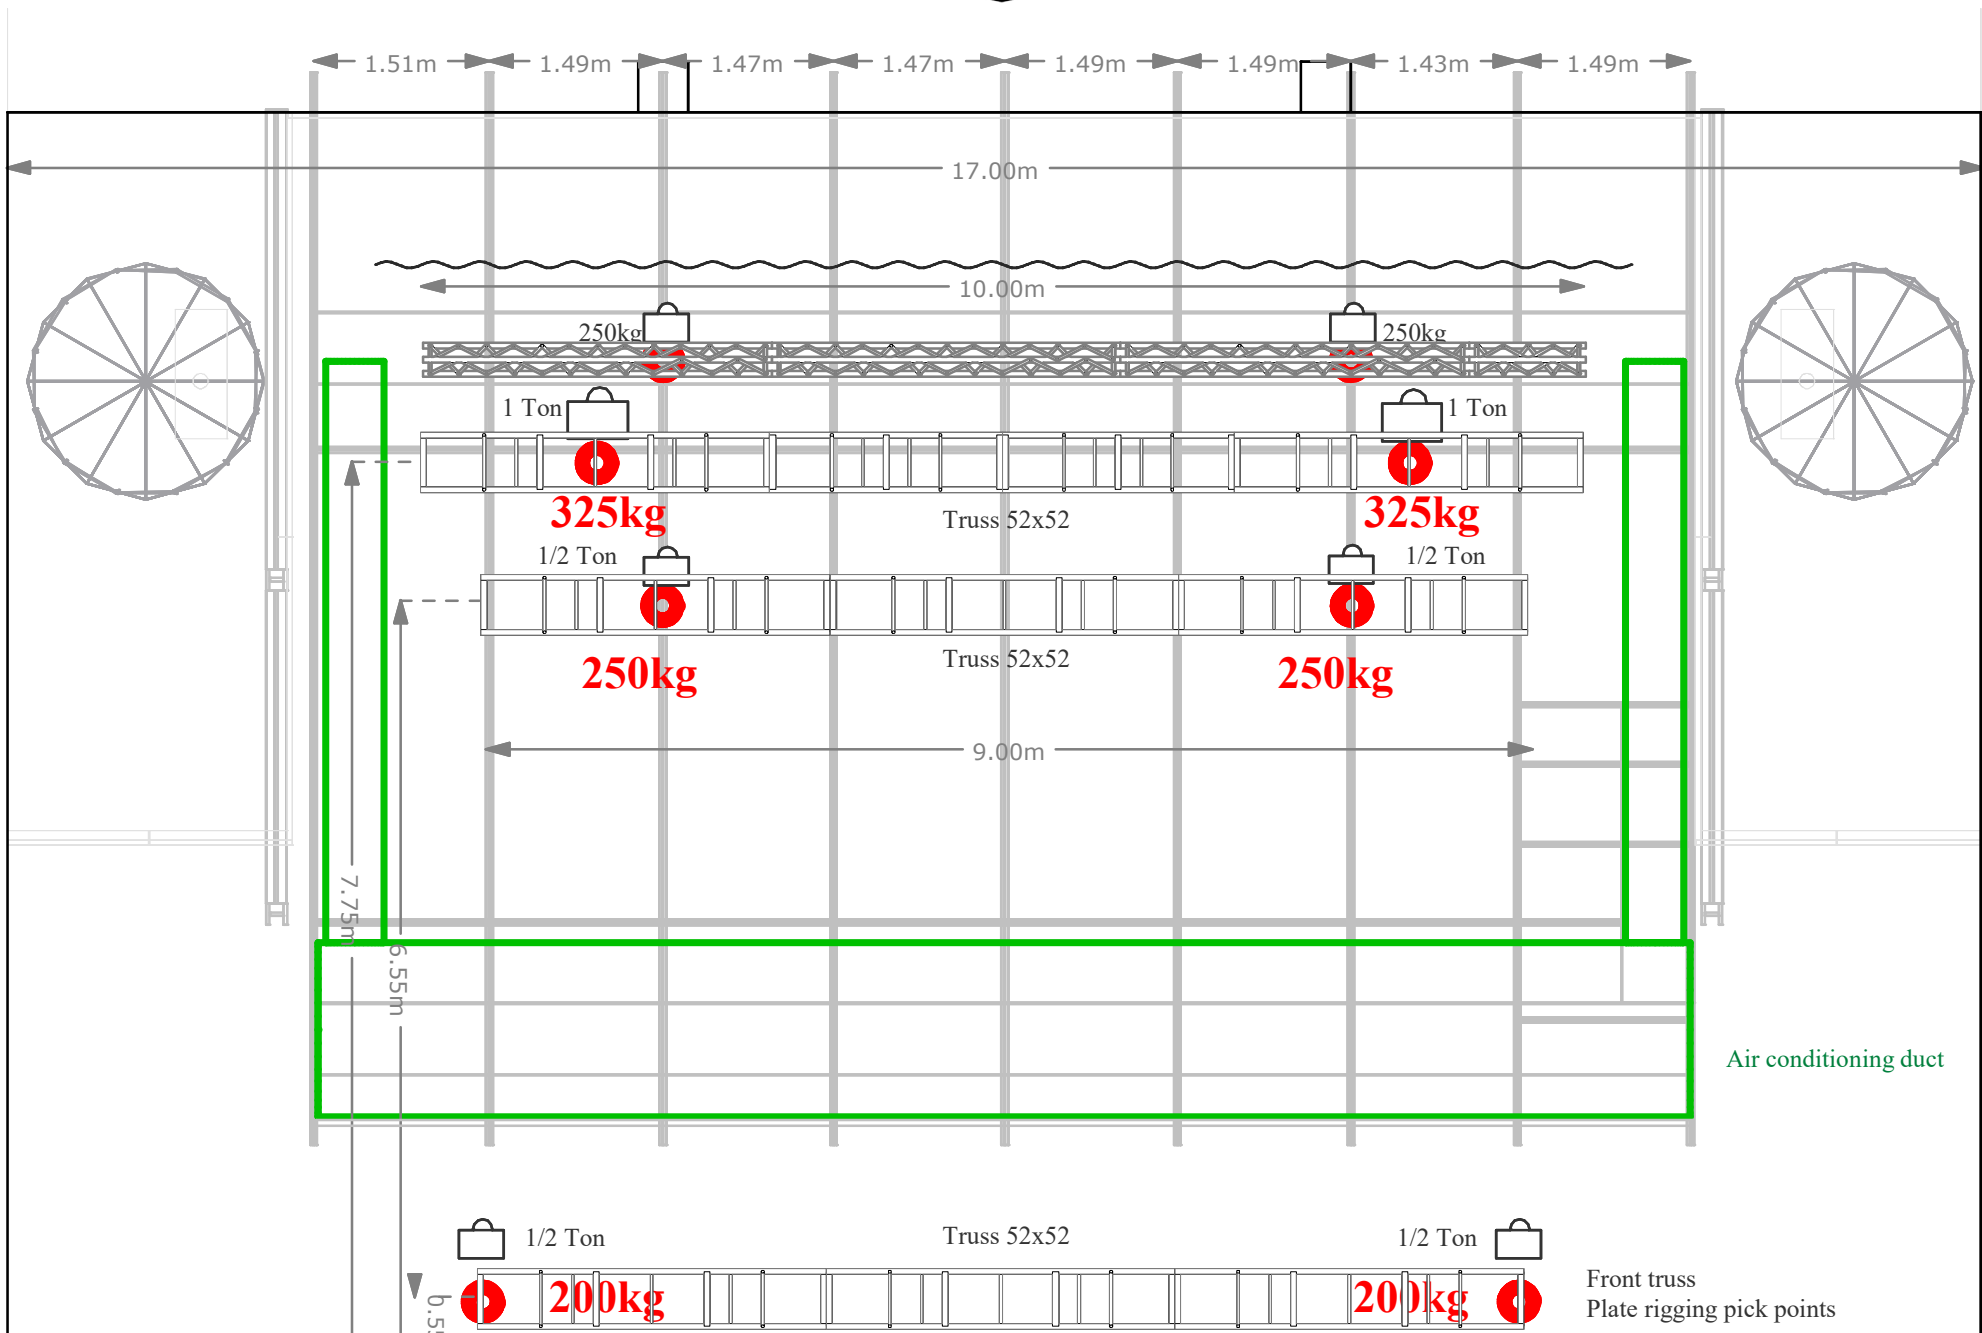 1.51m 1.49m 1.47m 1.47m 1.49m 1.49m 1.43m 1.49m
17.00m
10.00m
250kg 250kg
1 Ton 1 Ton
325kg 325kg
Truss 52x52
1/2 Ton 1/2 Ton
Truss 52x52
250kg 250kg
9.00m
7.75m
6.55m
Air conditioning duct
1/2 Ton Truss 52x52 1/2 Ton
200kg 200kg
Front truss
Plate rigging pick points